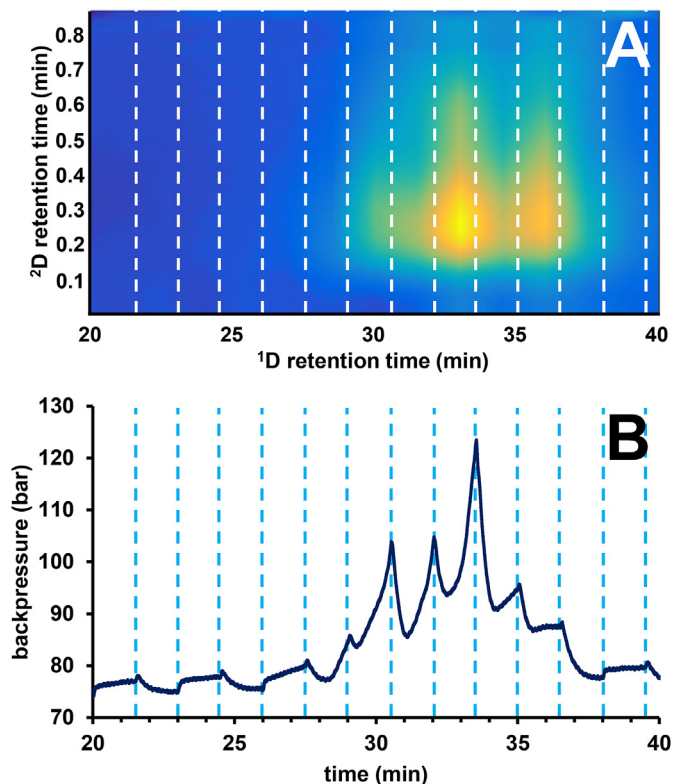 A
0.8
0.7
0.6
0.5
0.4
0.3
0.2
0.1
²D retention time (min)
20 25 30 35 40
¹D retention time (min)
B
130
120
110
100
90
80
70
backpressure (bar)
20 25 30 35 40
time (min)